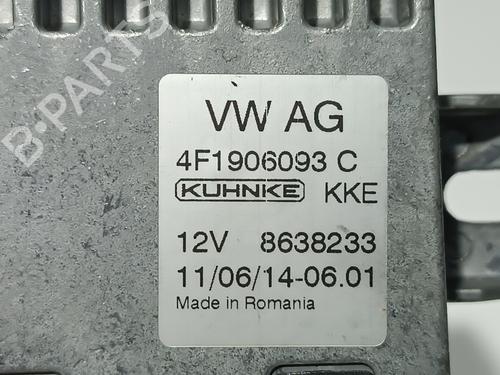 B-PARTS
VW AG
4F1906093 C
KUHNKE KKE
12V 8638233
11/06/14-06.01
Made in Romania